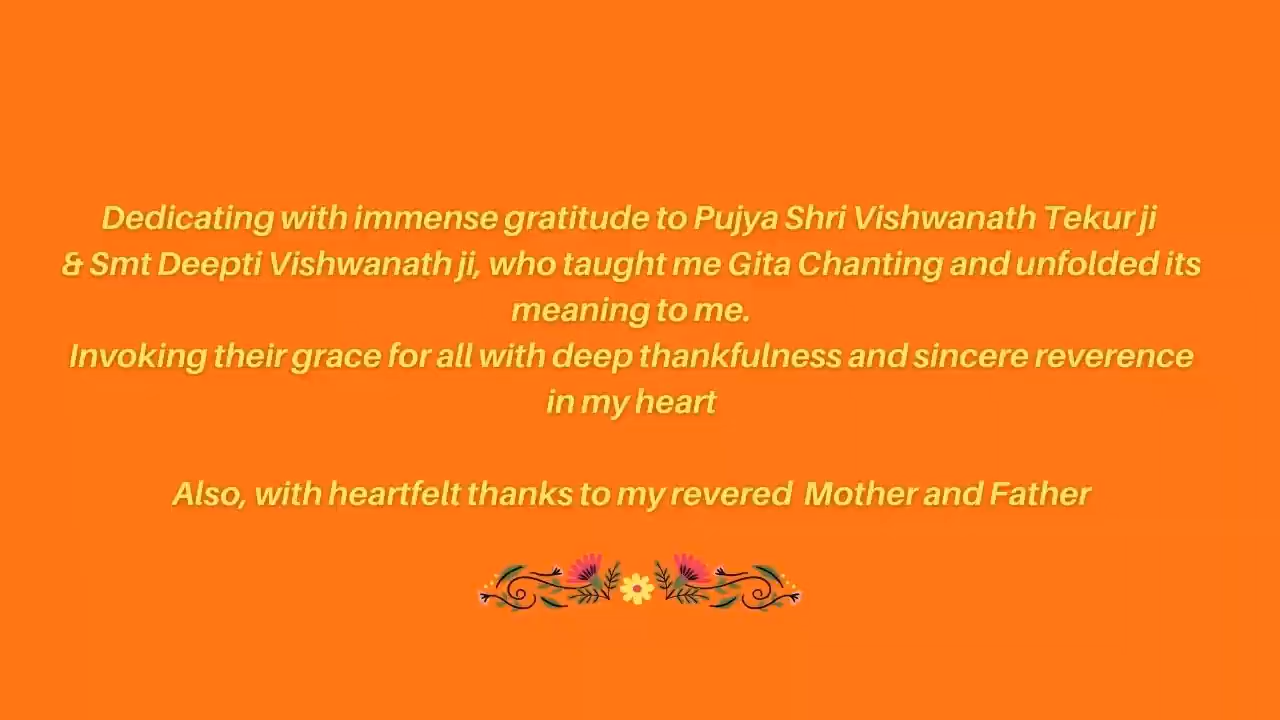 Dedicating with immense gratitude to Pujya Shri Vishwanath Tekur ji
& Smt Deepti Vishwanath ji, who taught me Gita Chanting and unfolded its
meaning to me.
Invoking their grace for all with deep thankfulness and sincere reverence
in my heart
Also, with heartfelt thanks to my revered  Mother and Father